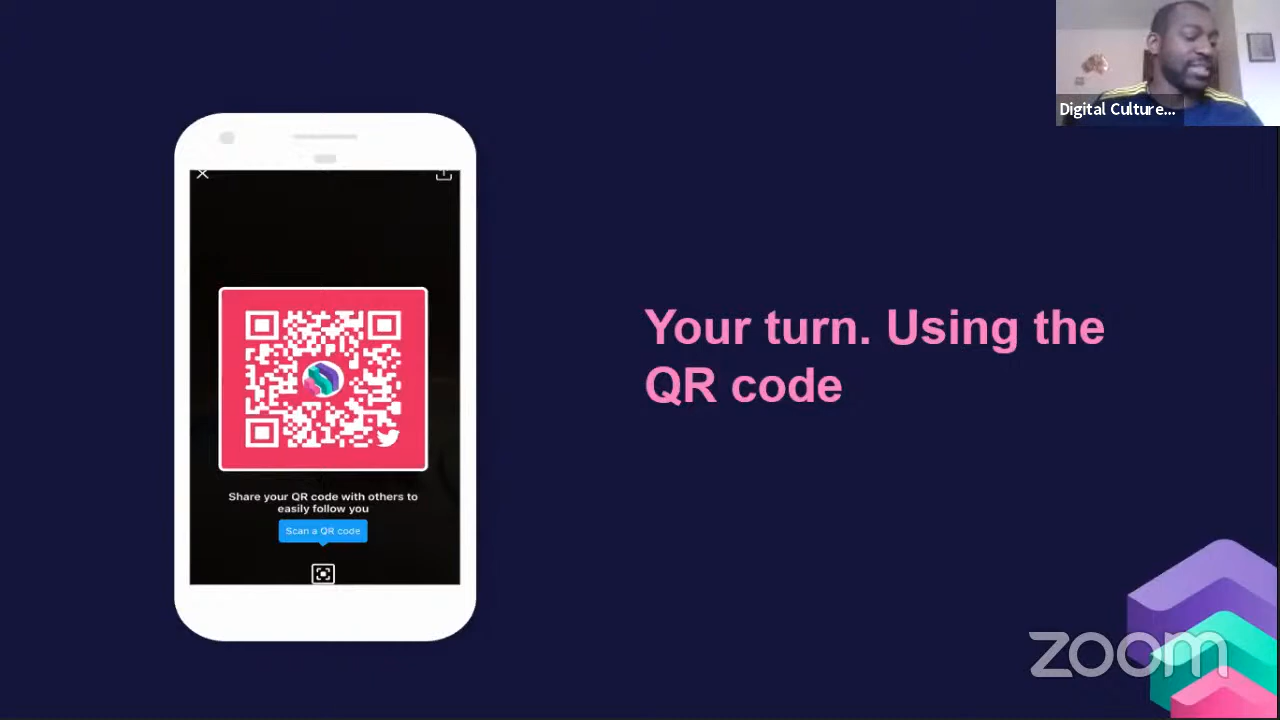 Digital Culture...
Your turn. Using the
QR code
Share your QR code with others to
easily follow you
Scan a QR code
zoom